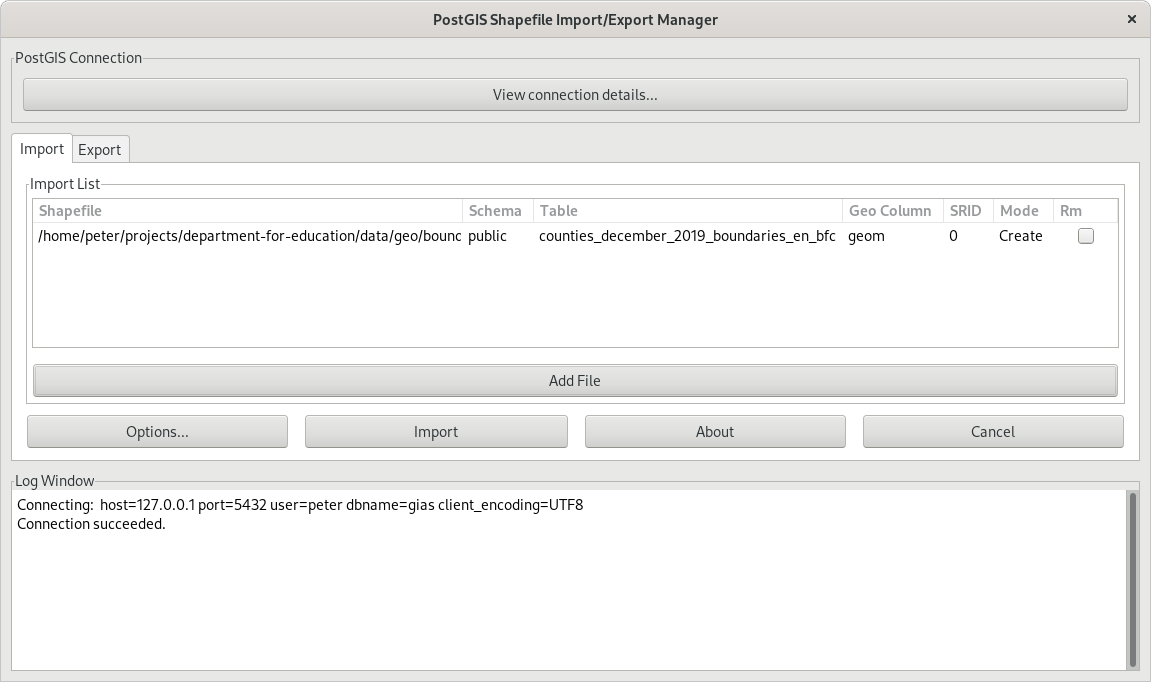 PostGIS Shapefile Import/Export Manager ×
PostGIS Connection
View connection details...
Import Export
Import List
Shapefile Schema Table Geo Column SRID Mode Rm
/home/peter/projects/department-for-education/data/geo/bounc public counties_december_2019_boundaries_en_bfc geom 0 Create
Add File
Options... Import About Cancel
Log Window
Connecting: host=127.0.0.1 port=5432 user=peter dbname=gias client_encoding=UTF8
Connection succeeded.